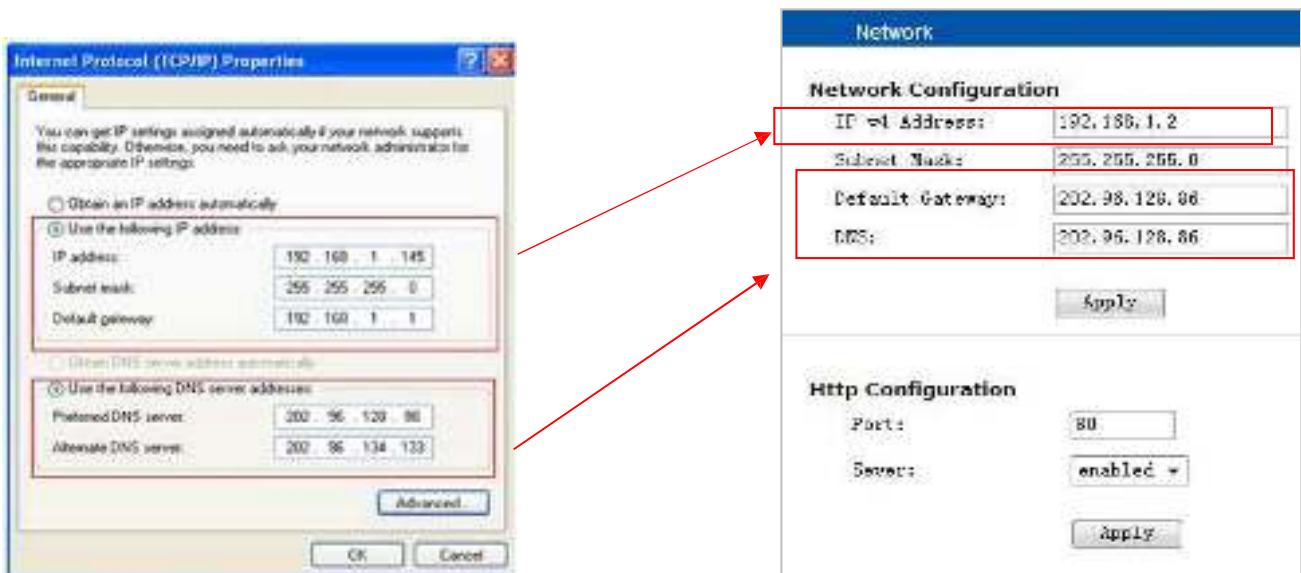 Internet Protocol (TCP/IP) Properties
General
You can get IP settings assigned automatically if your network supports
this capability. Otherwise, you need to ask your network administrator for
the appropriate IP settings.
Obtain an IP address automatically
Use the following IP address:
IP address: 192 . 168 . 1 . 145
Subnet mask: 255 . 255 . 255 . 0
Default gateway: 192 . 168 . 1 . 1
Obtain DNS server address automatically
Use the following DNS server addresses:
Preferred DNS server: 202 . 96 . 128 . 86
Alternate DNS server: 202 . 96 . 134 . 133
Advanced...
OK Cancel
Network
Network Configuration
IP v4 Address: 192.168.1.2
Subnet Mask: 255.255.255.0
Default Gateway: 202.96.128.86
DNS: 202.96.128.86
Apply
Http Configuration
Port: 80
Sever: enabled
Apply